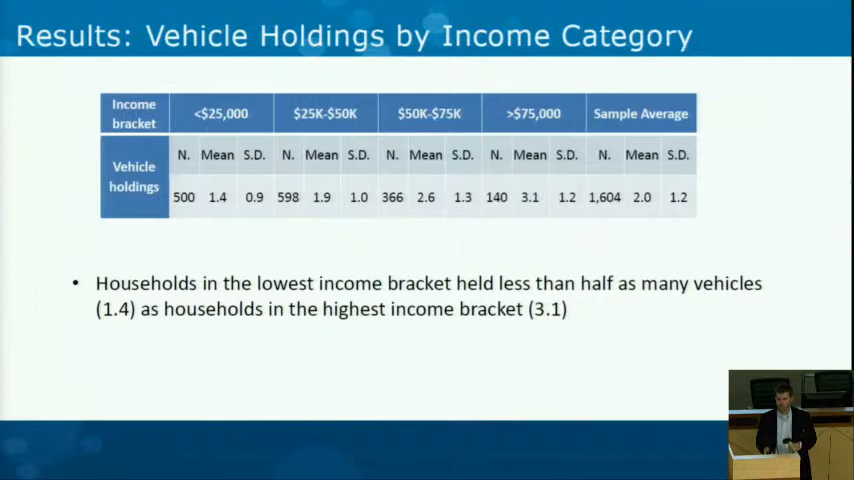 Results: Vehicle Holdings by Income Category
Income bracket <$25,000 $25K-$50K $50K-$75K >$75,000 Sample Average
Vehicle holdings N. Mean S.D. N. Mean S.D. N. Mean S.D. N. Mean S.D. N. Mean S.D.
500 1.4 0.9 598 1.9 1.0 366 2.6 1.3 140 3.1 1.2 1,604 2.0 1.2
• Households in the lowest income bracket held less than half as many vehicles
(1.4) as households in the highest income bracket (3.1)